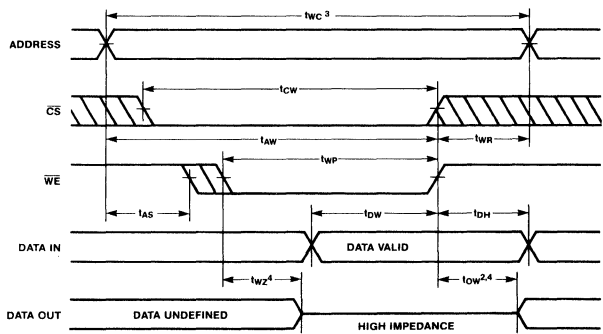 tWC 3
ADDRESS
tCW
CS
tAW
tWR
tWP
WE
tAS
tDW
tDH
DATA IN
DATA VALID
tWZ4
tOW2,4
DATA OUT
DATA UNDEFINED
HIGH IMPEDANCE